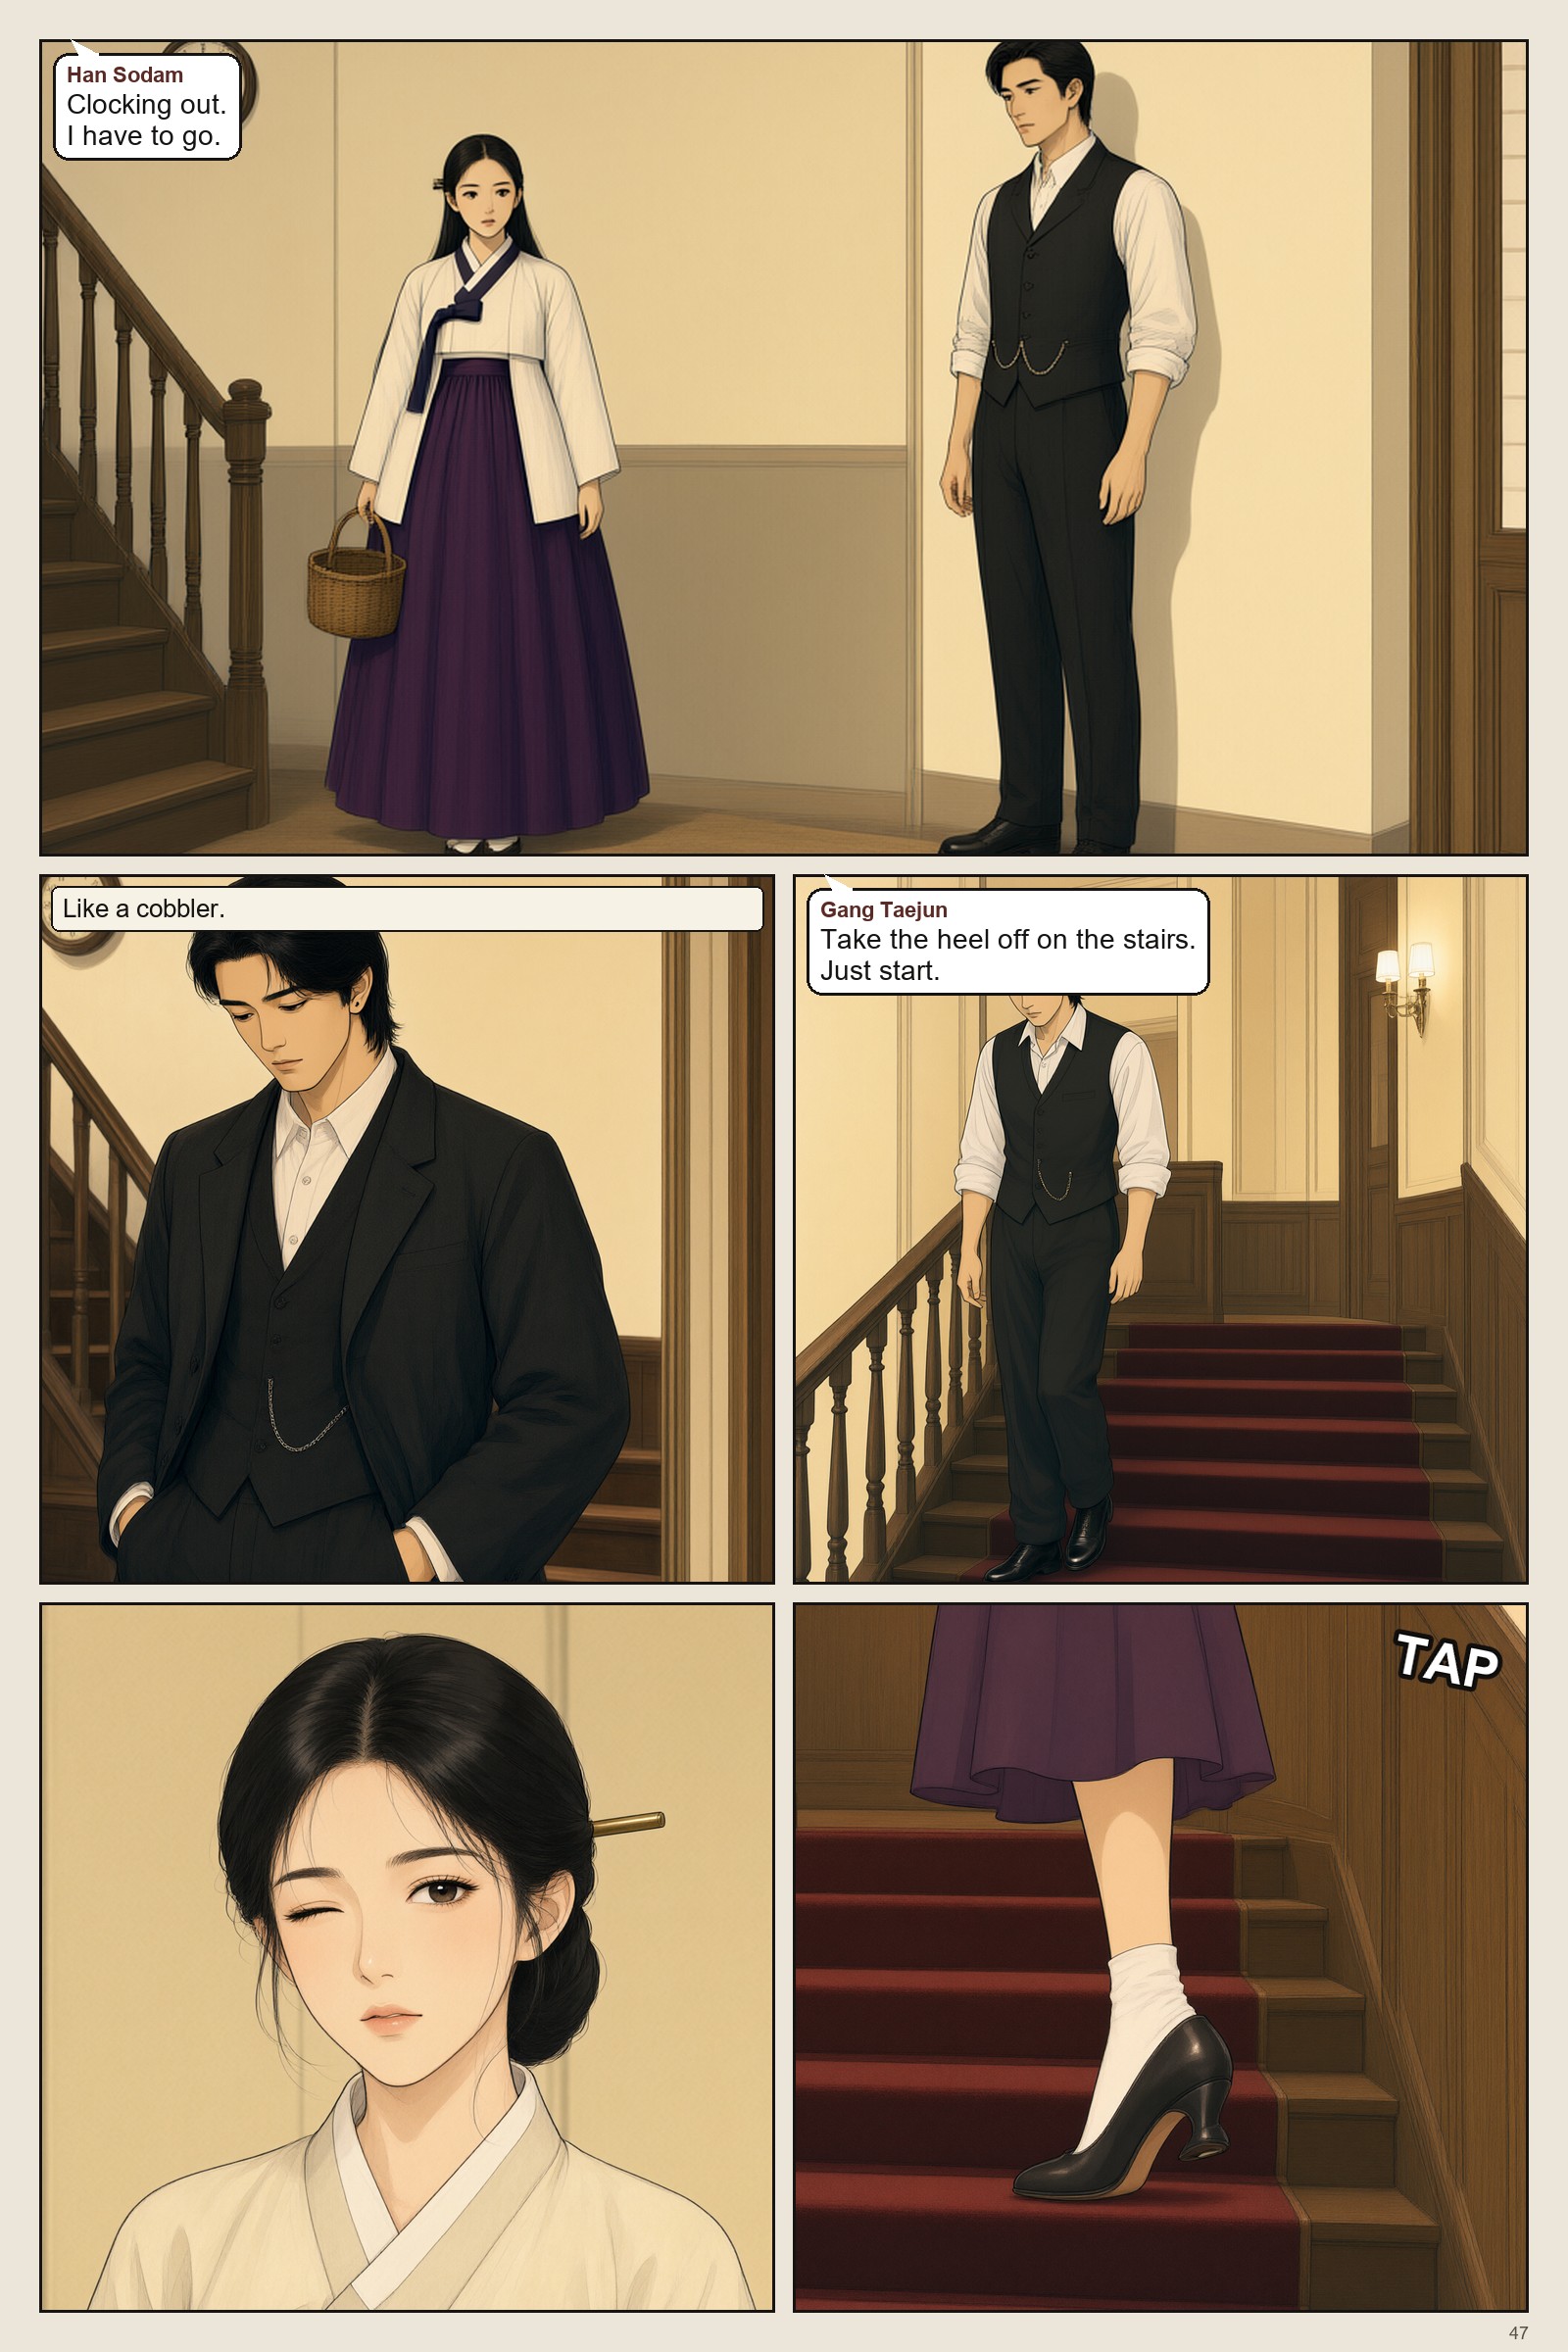 Han Sodam
Clocking out.
I have to go.
Like a cobbler.
Gang Taejun
Take the heel off on the stairs.
Just start.
TAP
47